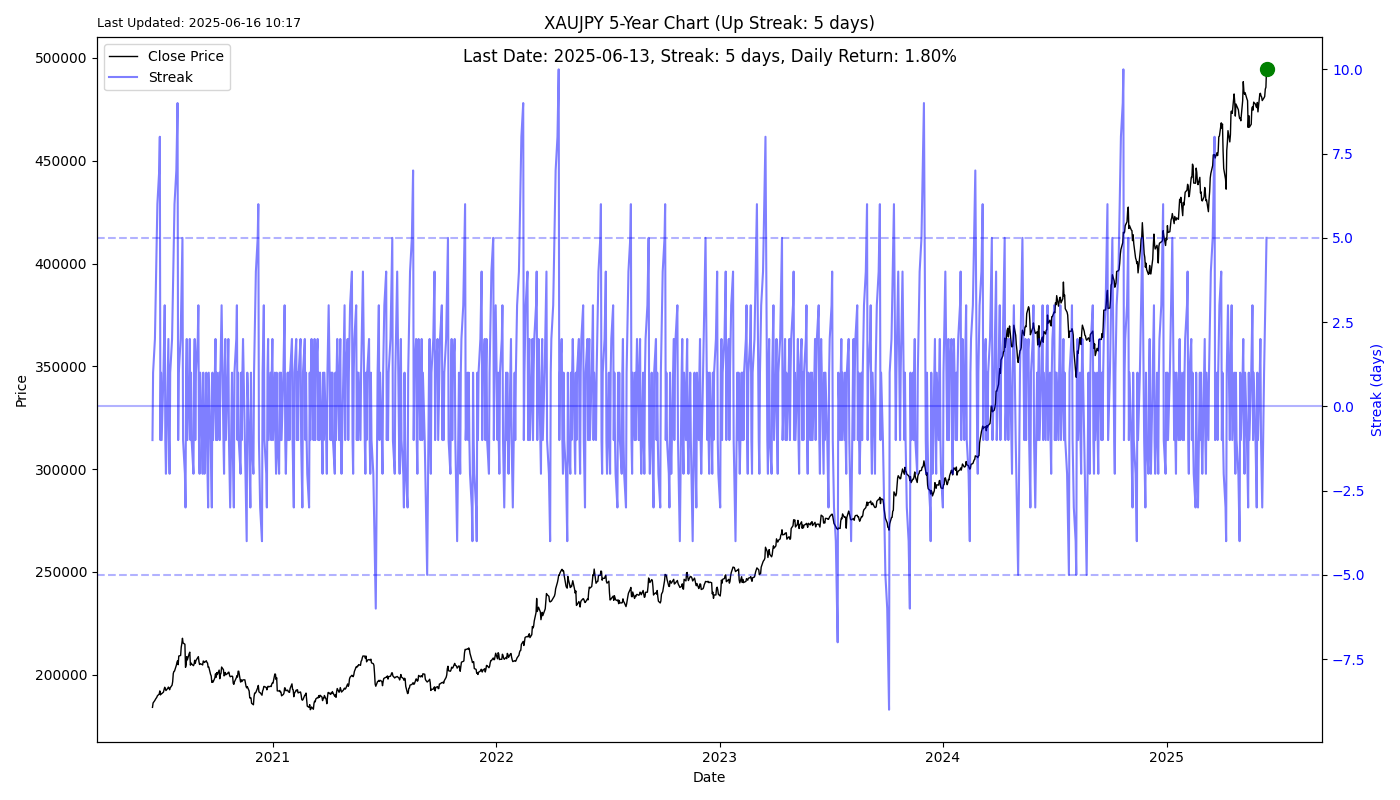 Last Updated: 2025-06-16 10:17
XAUJPY 5-Year Chart (Up Streak: 5 days)
Last Date: 2025-06-13, Streak: 5 days, Daily Return: 1.80%
Close Price
Streak
500000
450000
400000
350000
300000
250000
200000
Price
10.0
7.5
5.0
2.5
0.0
−2.5
−5.0
−7.5
Streak (days)
2021
2022
2023
2024
2025
Date